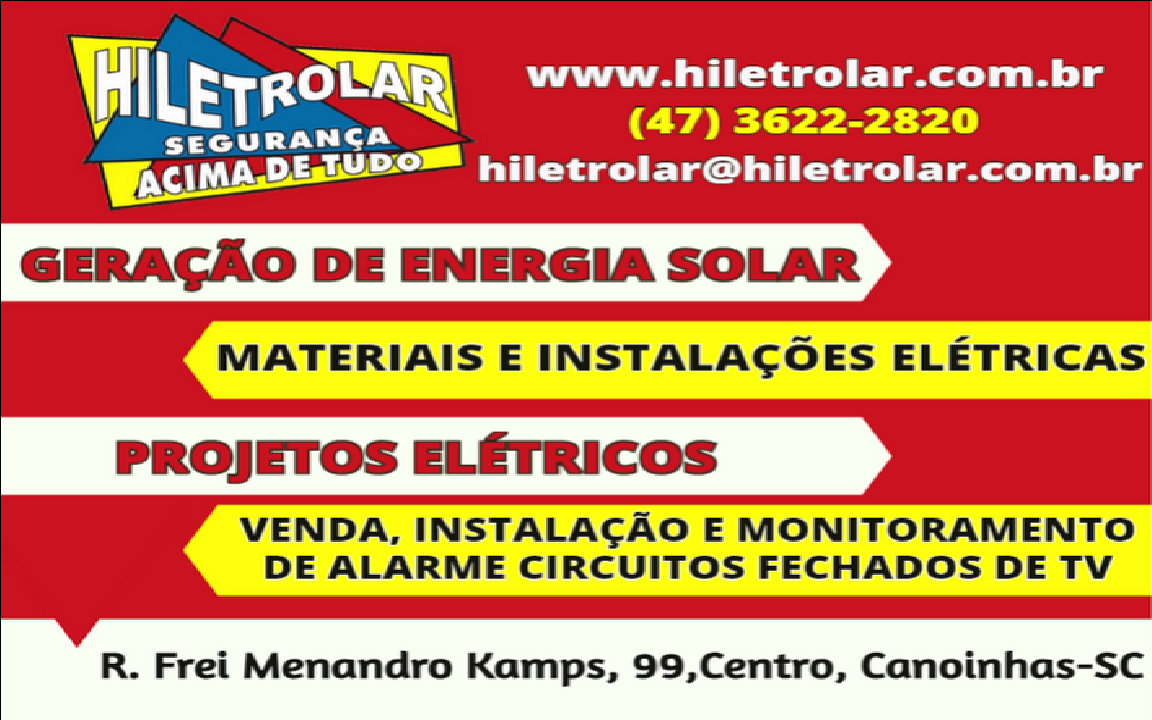 HILETROLAR
SEGURANÇA
ACIMA DE TUDO
www.hiletrolar.com.br
(47) 3622-2820
hiletrolar@hiletrolar.com.br
GERAÇÃO DE ENERGIA SOLAR
MATERIAIS E INSTALAÇÕES ELÉTRICAS
PROJETOS ELÉTRICOS
VENDA, INSTALAÇÃO E MONITORAMENTO
DE ALARME CIRCUITOS FECHADOS DE TV
R. Frei Menandro Kamps, 99,Centro, Canoinhas-SC